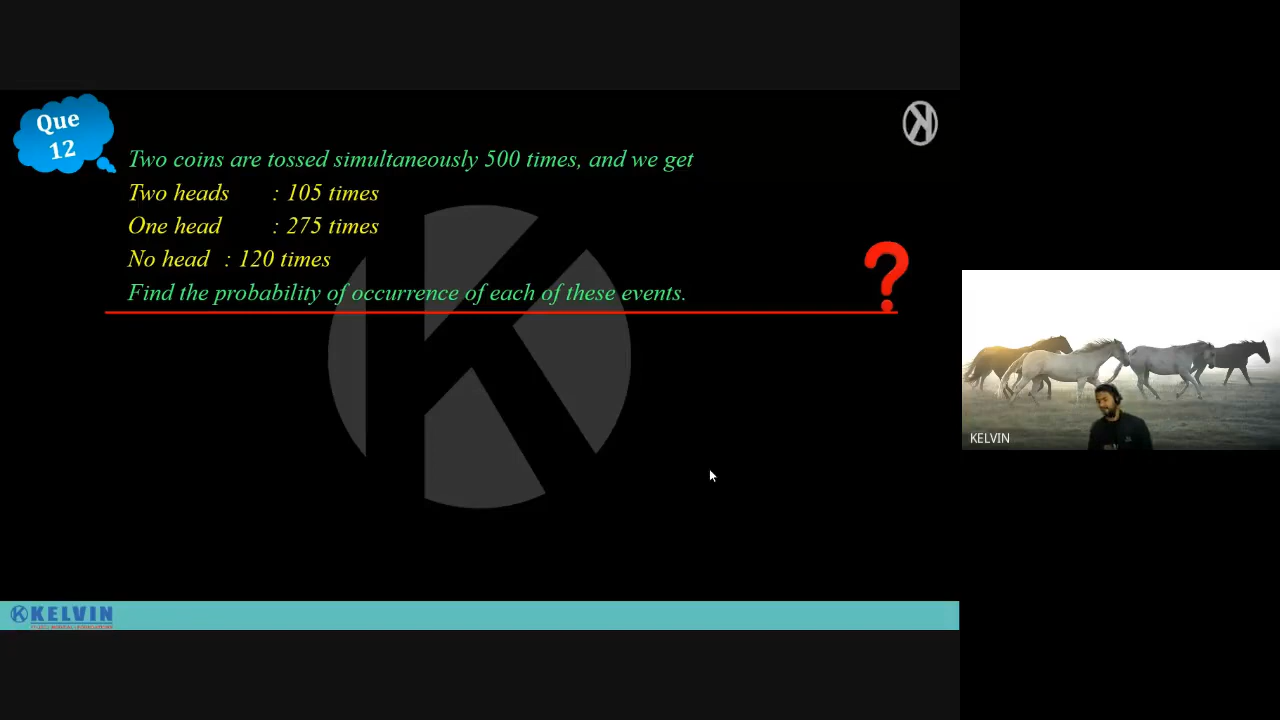 Que
12
Two coins are tossed simultaneously 500 times, and we get
Two heads : 105 times
One head : 275 times
No head : 120 times
Find the probability of occurrence of each of these events.
?
KELVIN
KELVIN